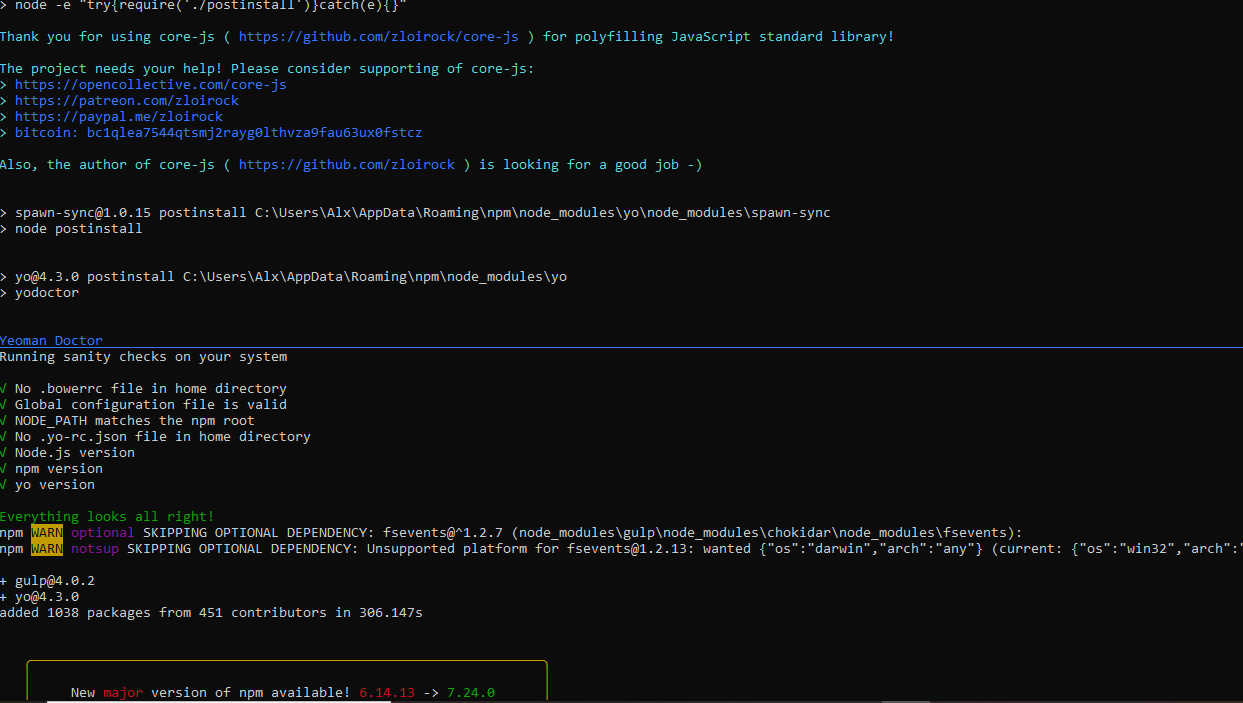 > node -e "try{require('./postinstall')}catch(e){}"
Thank you for using core-js ( https://github.com/zloirock/core-js ) for polyfilling JavaScript standard library!
The project needs your help! Please consider supporting of core-js:
> https://opencollective.com/core-js
> https://patreon.com/zloirock
> https://paypal.me/zloirock
> bitcoin: bc1qlea7544qtsmj2rayg0lthvza9fau63ux0fstcz
Also, the author of core-js ( https://github.com/zloirock ) is looking for a good job -)
> spawn-sync@1.0.15 postinstall C:\Users\Alx\AppData\Roaming\npm\node_modules\yo\node_modules\spawn-sync
> node postinstall
> yo@4.3.0 postinstall C:\Users\Alx\AppData\Roaming\npm\node_modules\yo
> yodoctor
Yeoman Doctor
Running sanity checks on your system
√ No .bowerrc file in home directory
√ Global configuration file is valid
√ NODE_PATH matches the npm root
√ No .yo-rc.json file in home directory
√ Node.js version
√ npm version
√ yo version
Everything looks all right!
npm WARN optional SKIPPING OPTIONAL DEPENDENCY: fsevents@^1.2.7 (node_modules\gulp\node_modules\chokidar\node_modules\fsevents):
npm WARN notsup SKIPPING OPTIONAL DEPENDENCY: Unsupported platform for fsevents@1.2.13: wanted {"os":"darwin","arch":"any"} (current: {"os":"win32","arch":"
+ gulp@4.0.2
+ yo@4.3.0
added 1038 packages from 451 contributors in 306.147s
New major version of npm available! 6.14.13 -> 7.24.0